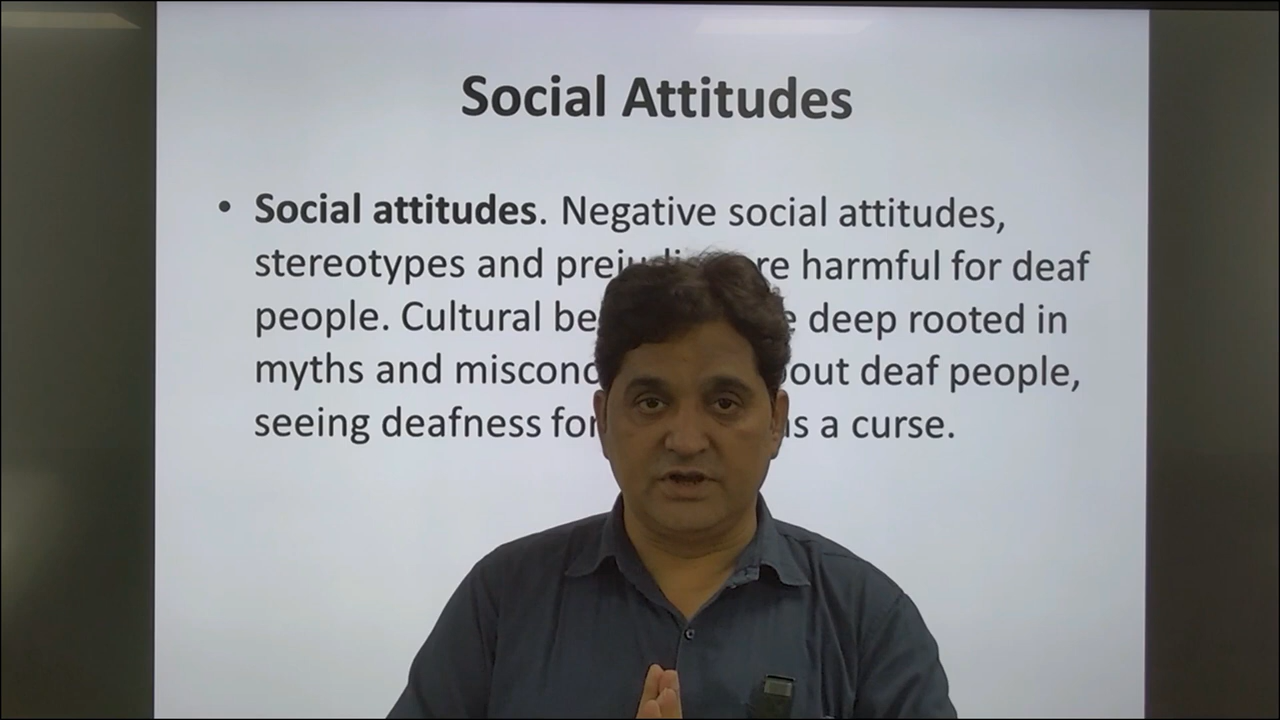 Social Attitudes
• Social attitudes. Negative social attitudes,
stereotypes and harmful for deaf
people. Cultural deep rooted in
myths and deaf people,
seeing deafness a curse.